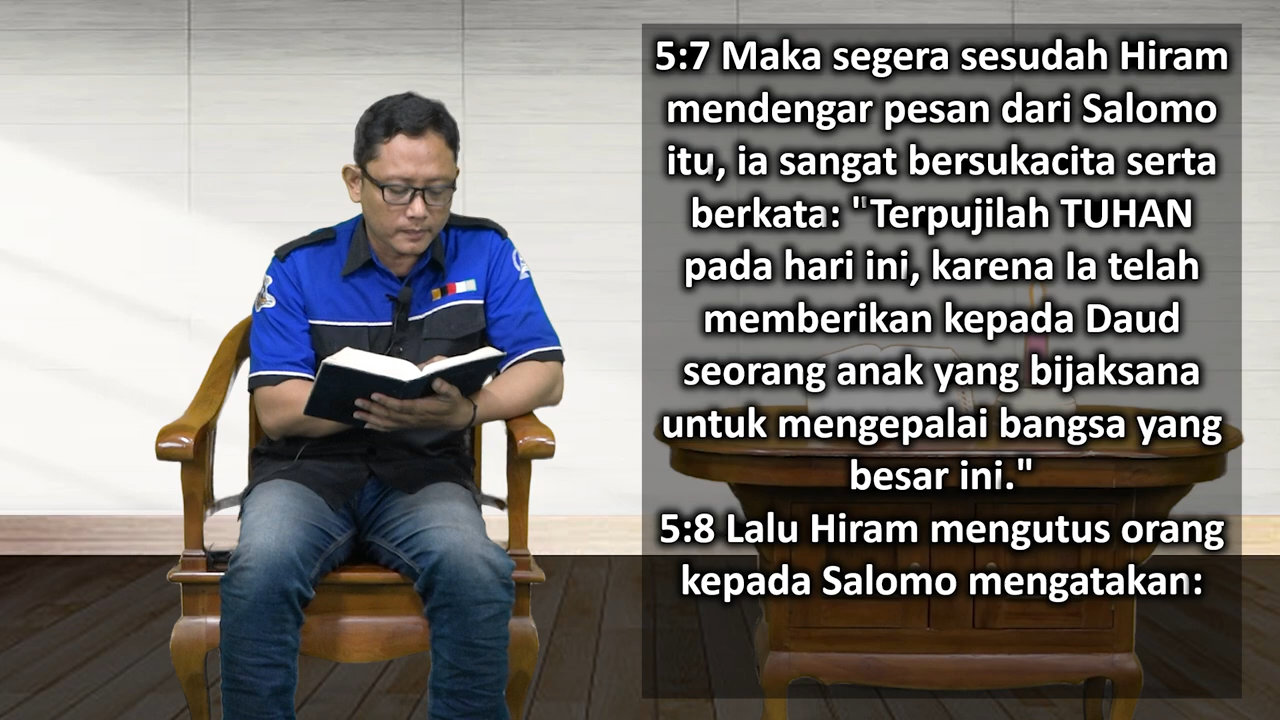 5:7 Maka segera sesudah Hiram
mendengar pesan dari Salomo
itu, ia sangat bersukacita serta
berkata: "Terpujilah TUHAN
pada hari ini, karena Ia telah
memberikan kepada Daud
seorang anak yang bijaksana
untuk mengepalai bangsa yang
besar ini."
5:8 Lalu Hiram mengutus orang
kepada Salomo mengatakan: